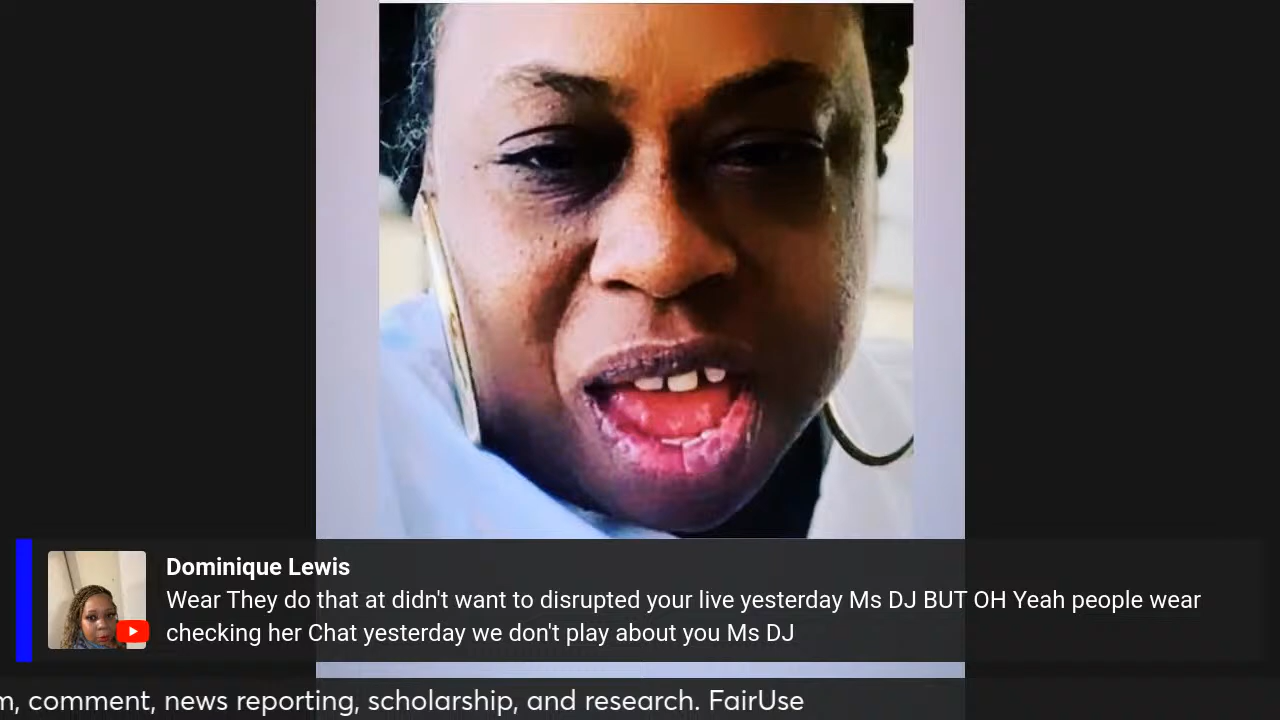 Dominique Lewis
Wear They do that at didn't want to disrupted your live yesterday Ms DJ BUT OH Yeah people wear
checking her Chat yesterday we don't play about you Ms DJ
m, comment, news reporting, scholarship, and research. FairUse